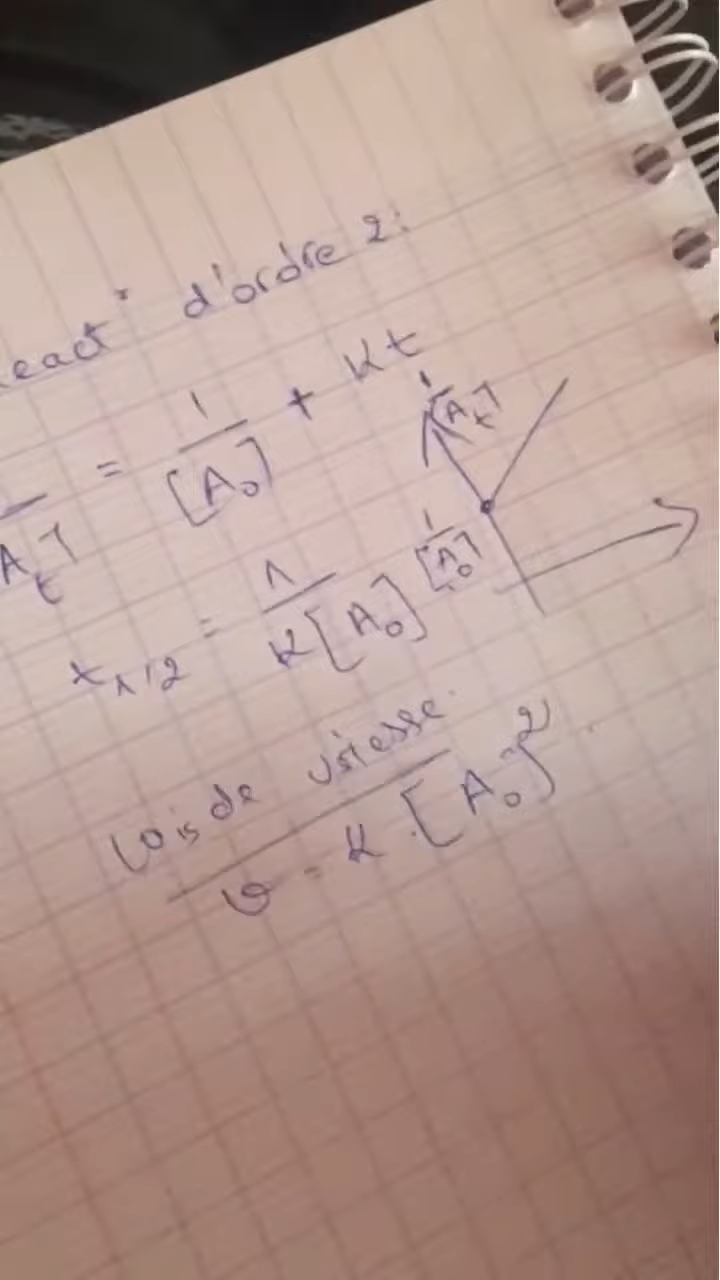 react° d'ordre 2:
1/[A_t] = 1/[A_0] + Kt
1/[A_t]
1/[A_0]
t_1/2 = 1/K[A_0]
Lois de vitesse
v = K.[A_0]^2